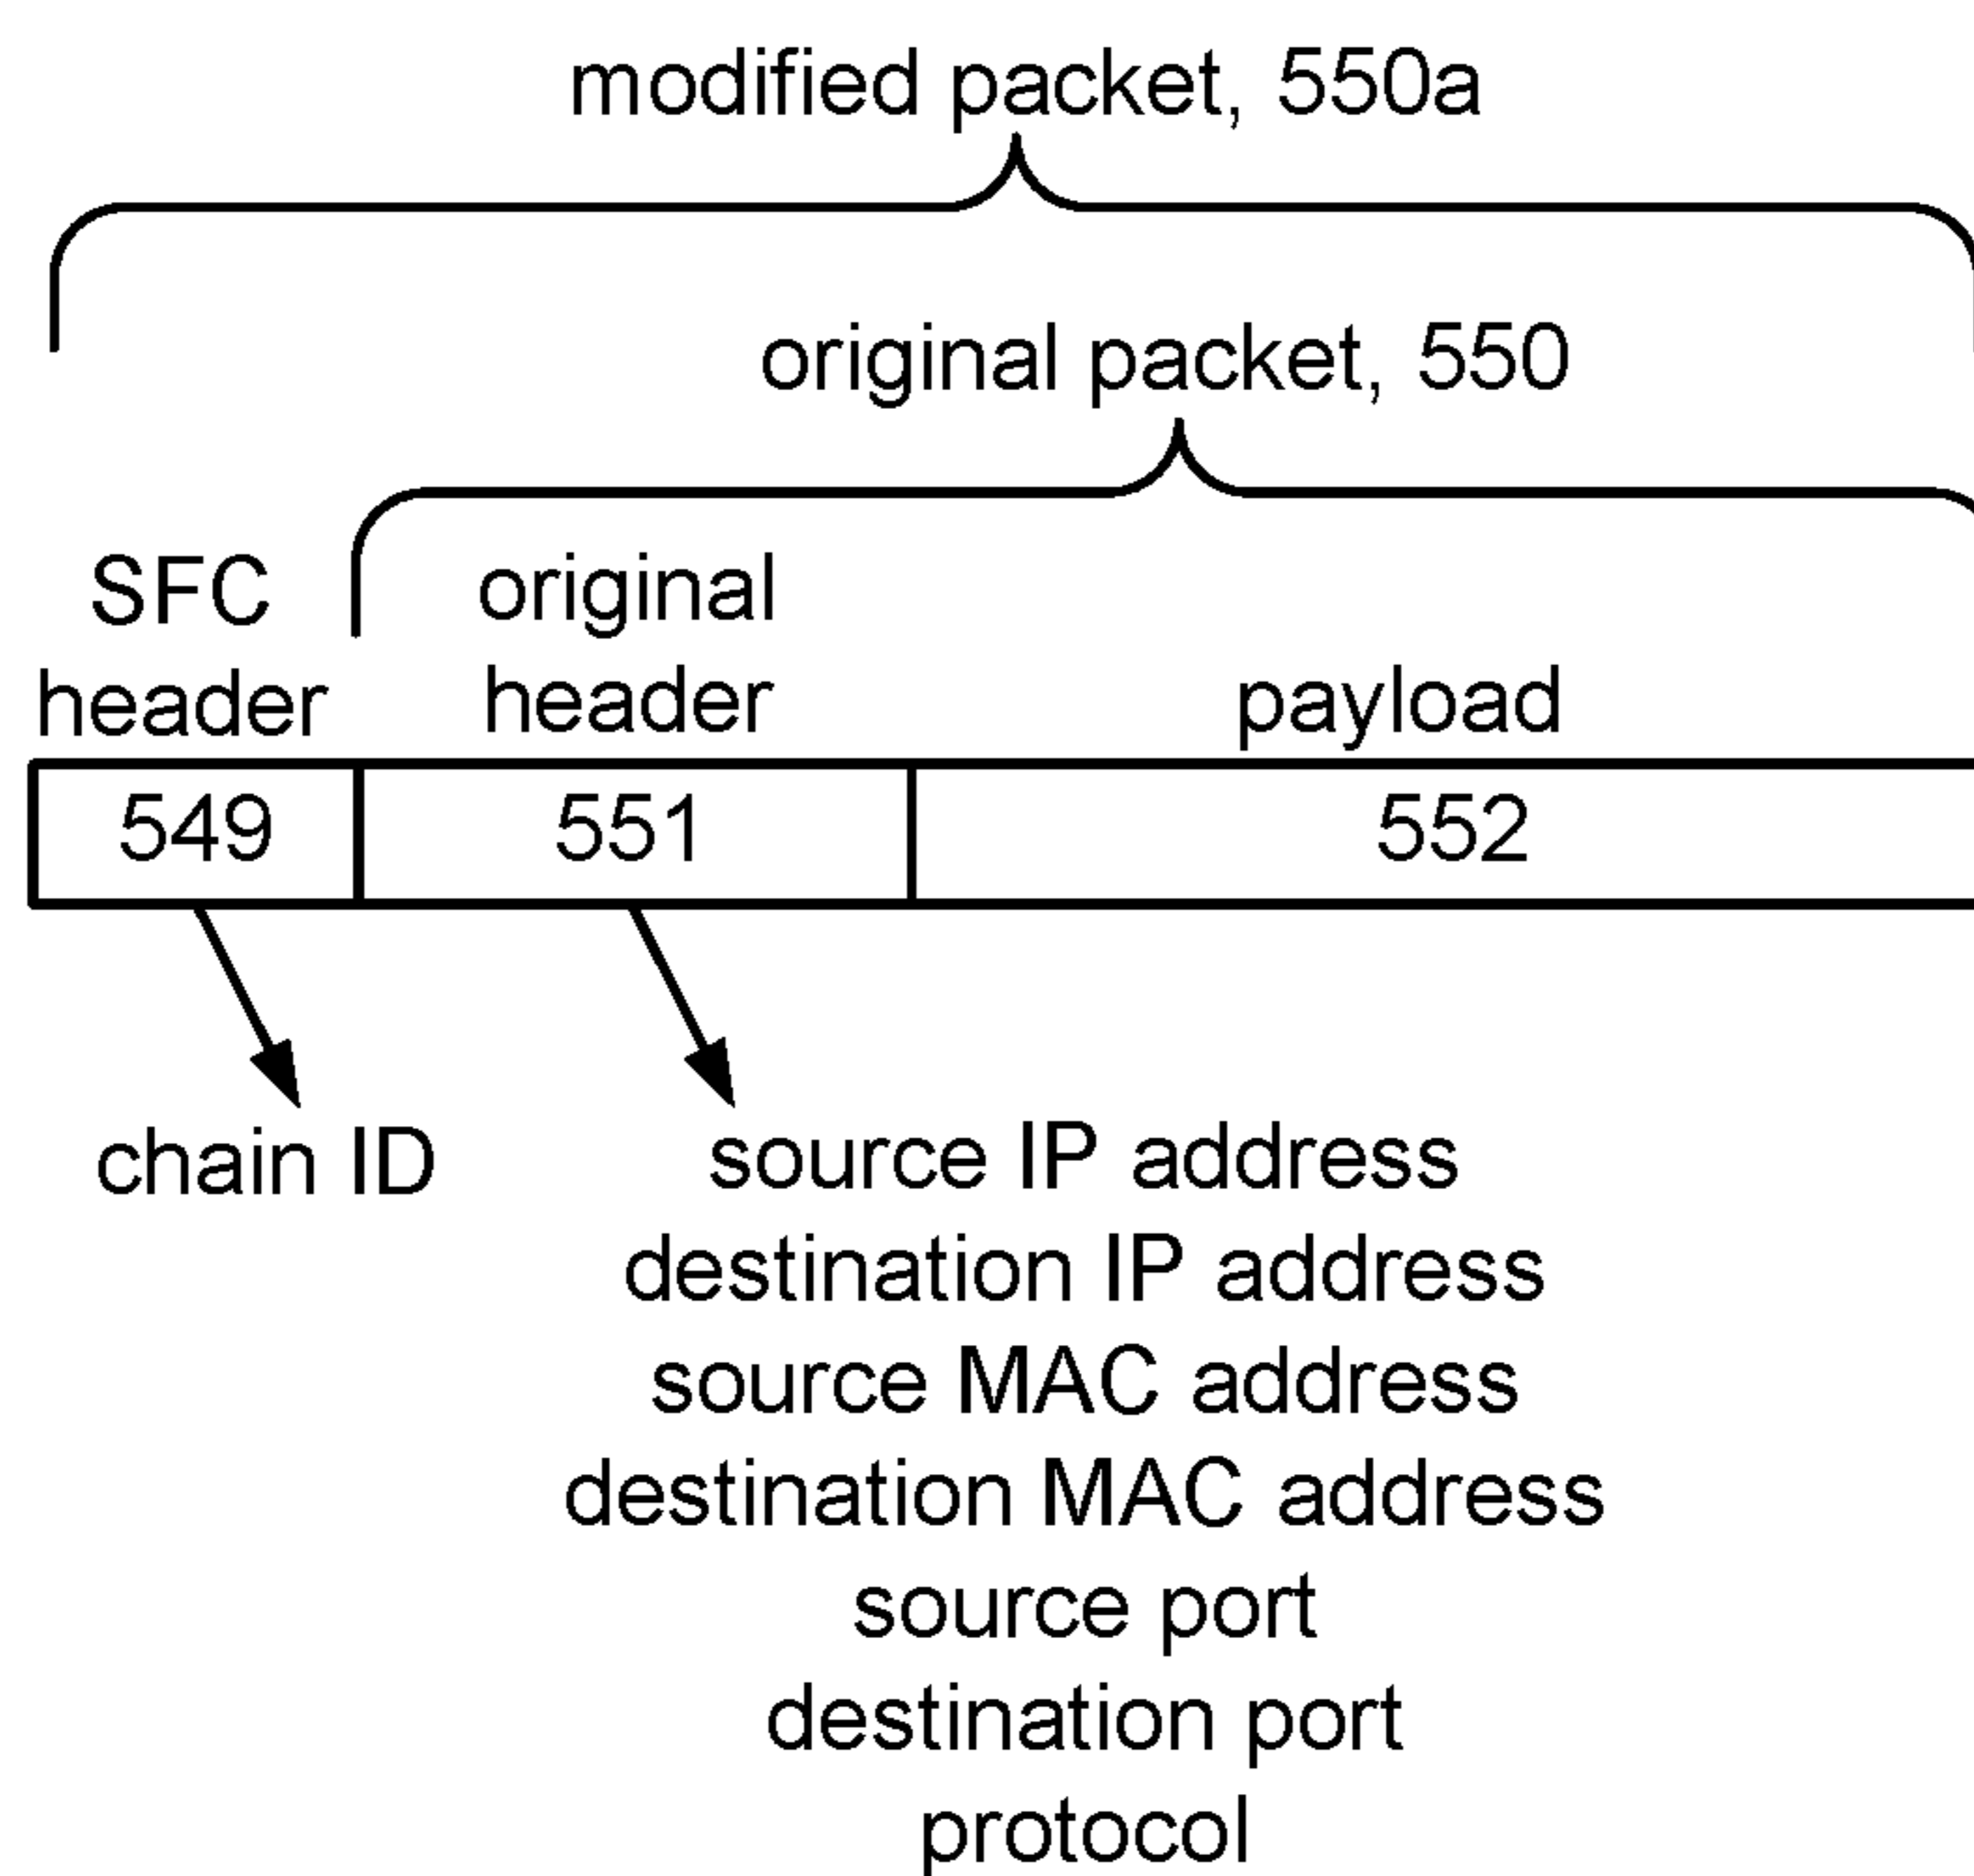 modified packet, 550a
original packet, 550
SFC
header
original
header
payload
549
551
552
chain ID
source IP address
destination IP address
source MAC address
destination MAC address
source port
destination port
protocol